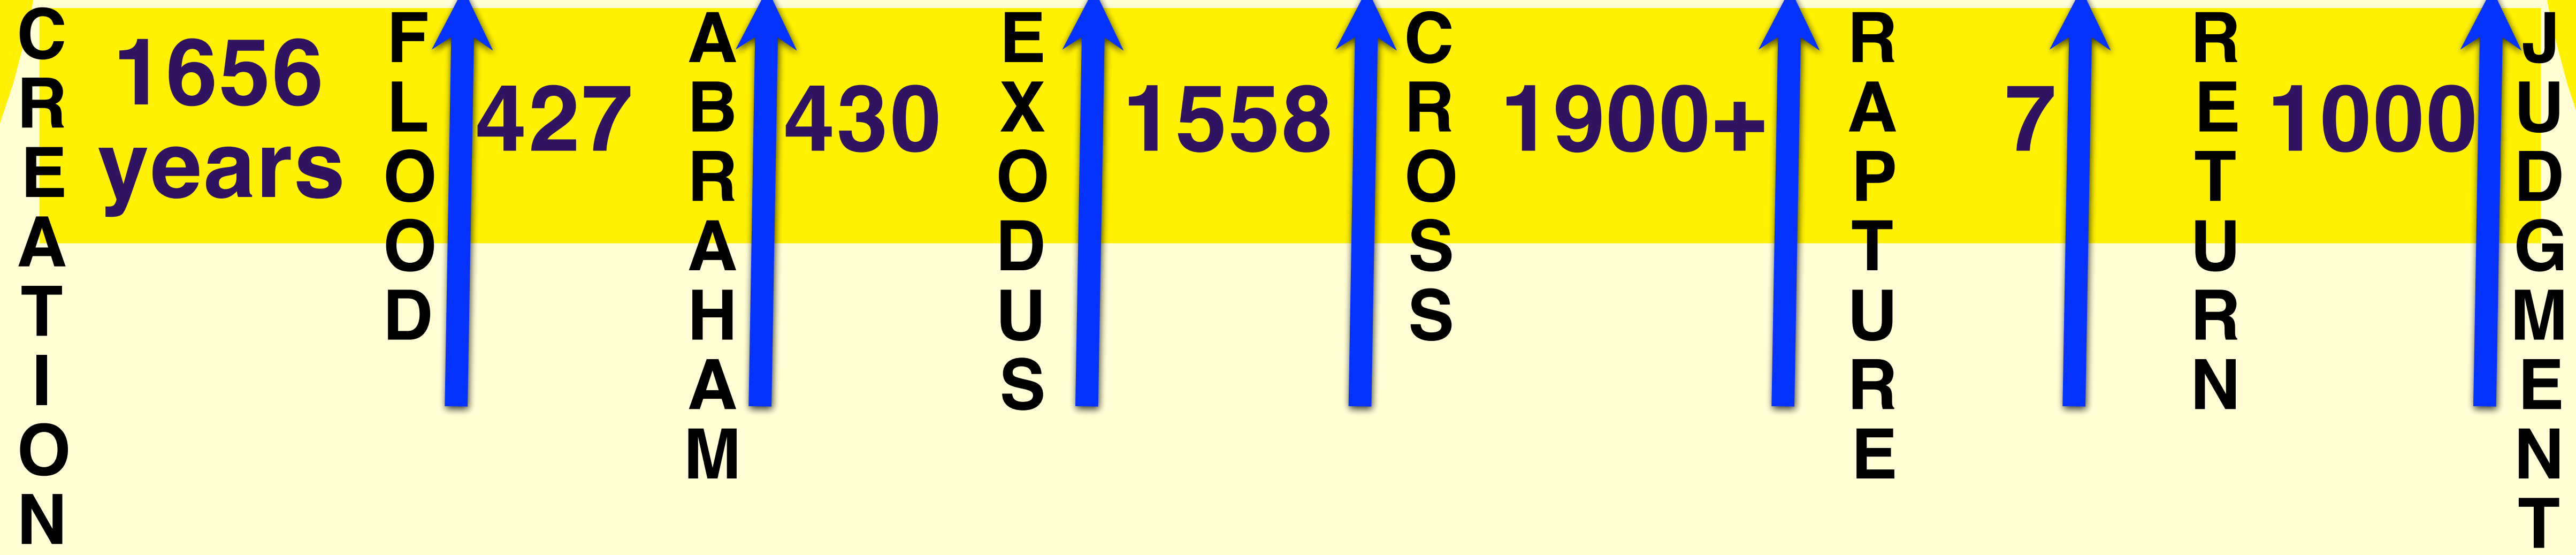 CREATION
1656
years
FLOOD
427
ABRAHAM
430
EXODUS
1558
CROSS
1900+
RAPTURE
7
RETURN
1000
JUDGMENT